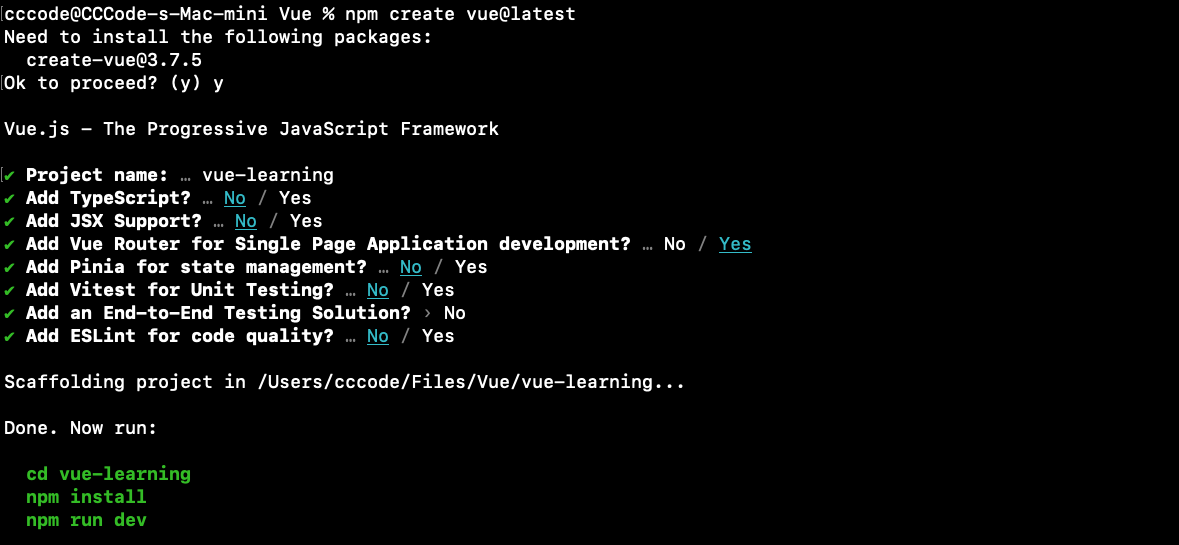 [cccode@CCCode-s-Mac-mini Vue % npm create vue@latest
Need to install the following packages:
  create-vue@3.7.5
[Ok to proceed? (y) y

Vue.js - The Progressive JavaScript Framework

[✔ Project name: … vue-learning
✔ Add TypeScript? … No / Yes
✔ Add JSX Support? … No / Yes
✔ Add Vue Router for Single Page Application development? … No / Yes
✔ Add Pinia for state management? … No / Yes
✔ Add Vitest for Unit Testing? … No / Yes
✔ Add an End-to-End Testing Solution? › No
✔ Add ESLint for code quality? … No / Yes

Scaffolding project in /Users/cccode/Files/Vue/vue-learning...

Done. Now run:

  cd vue-learning
  npm install
  npm run dev